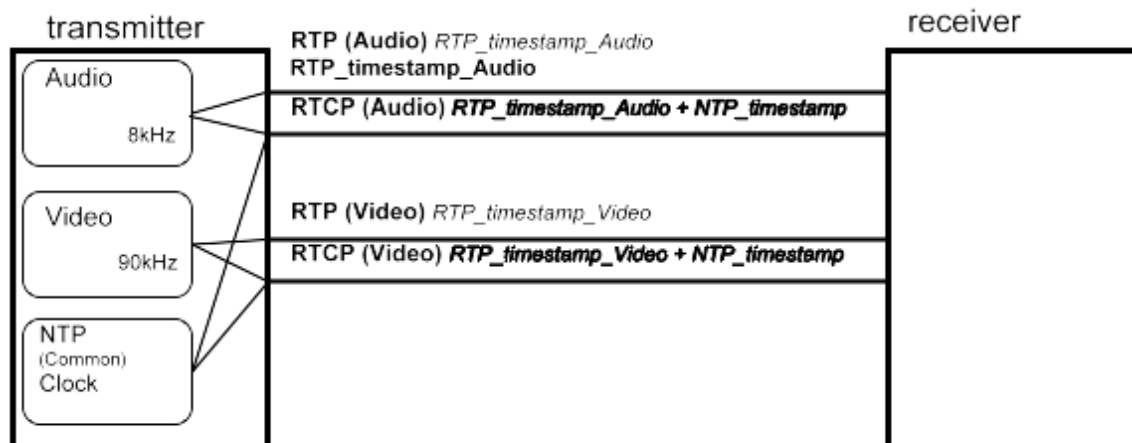 transmitter
receiver
Audio
8kHz
Video
90kHz
NTP
(Common)
Clock
RTP (Audio) RTP_timestamp_Audio
RTP_timestamp_Audio
RTCP (Audio) RTP_timestamp_Audio + NTP_timestamp
RTP (Video) RTP_timestamp_Video
RTCP (Video) RTP_timestamp_Video + NTP_timestamp